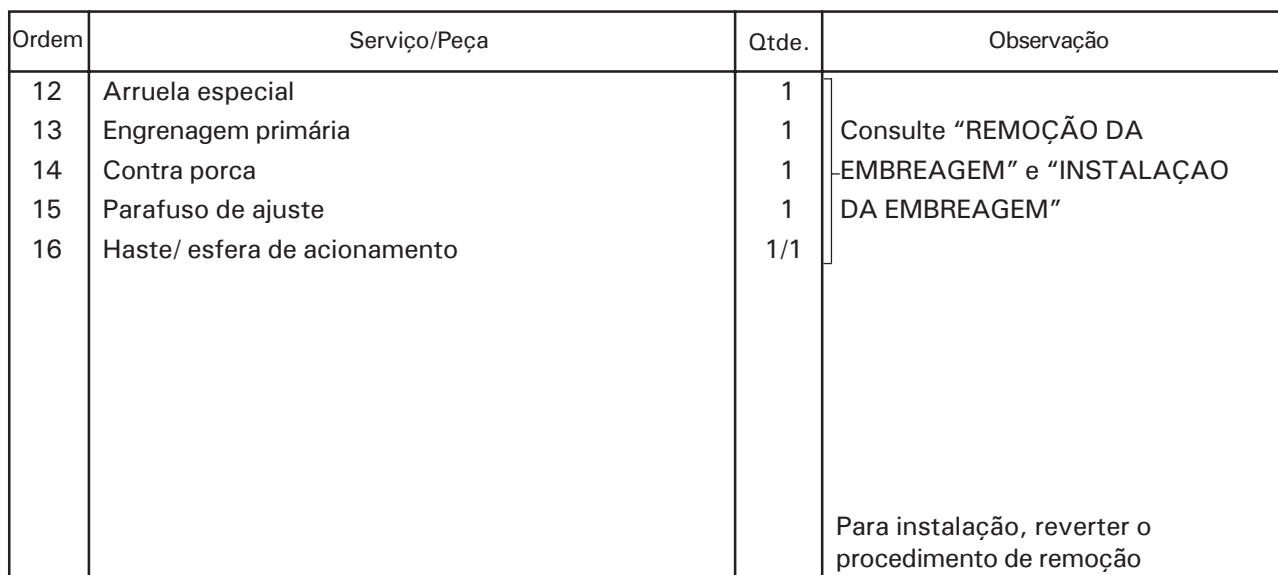 Ordem Serviço/Peça Qtde. Observação
12 Arruela especial 1
13 Engrenagem primária 1 Consulte “REMOÇÃO DA
14 Contra porca 1 EMBREAGEM” e “INSTALAÇAO
15 Parafuso de ajuste 1 DA EMBREAGEM”
16 Haste/ esfera de acionamento 1/1
Para instalação, reverter o
procedimento de remoção